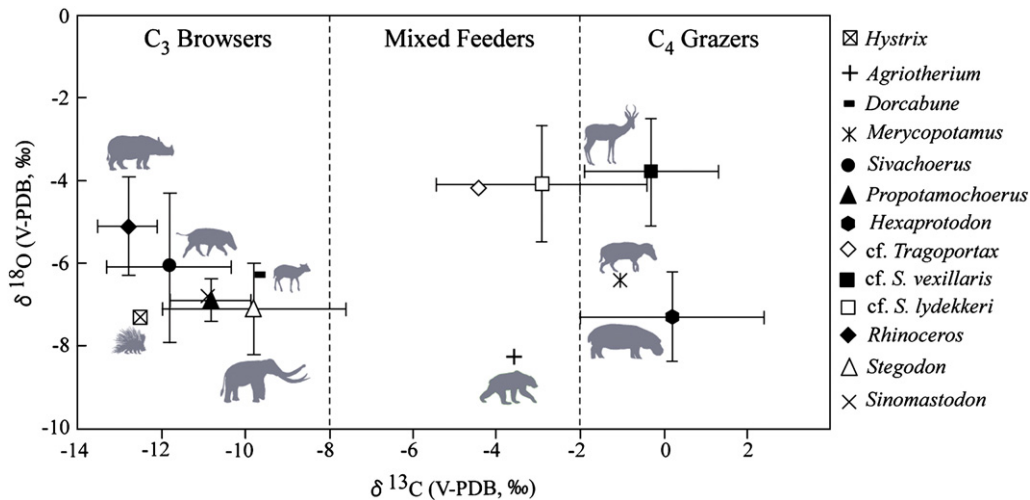 C₃ Browsers
Mixed Feeders
C₄ Grazers
0
-2
-4
-6
-8
-10
δ ¹⁸O (V-PDB, ‰)
-14
-12
-10
-8
-6
-4
-2
0
2
δ ¹³C (V-PDB, ‰)
Hystrix
Agriotherium
Dorcabune
Merycopotamus
Sivachoerus
Propotamochoerus
Hexaprotodon
cf. Tragoportax
cf. S. vexillaris
cf. S. lydekkeri
Rhinoceros
Stegodon
Sinomastodon